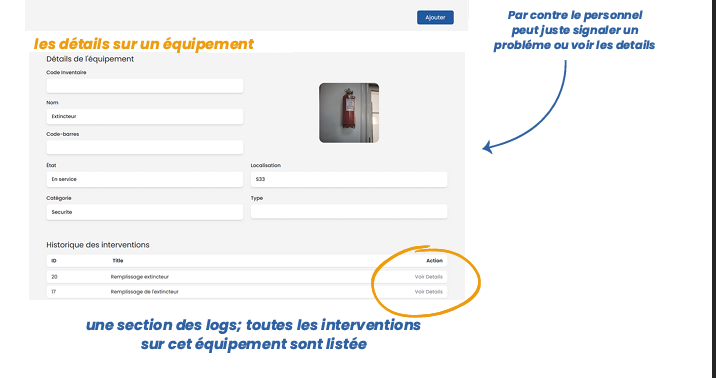 Ajouter
Par contre le personnel
peut juste signaler un
probléme ou voir les details
les détails sur un équipement
Détails de l'équipement
Code Inventaire
Nom
Extincteur
Code-barres
État
Localisation
En service
S33
Catégorie
Type
Securite
Historique des interventions
ID Title Action
20 Remplissage extincteur Voir Details
17 Remplissage de l'extincteur Voir Details
une section des logs; toutes les interventions
sur cet équipement sont listée